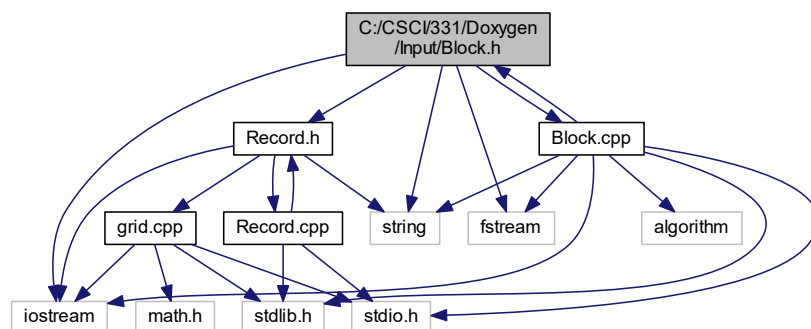 C:/CSCI/331/Doxygen
/Input/Block.h
Record.h
Block.cpp
grid.cpp
Record.cpp
string
fstream
algorithm
iostream
math.h
stdlib.h
stdio.h